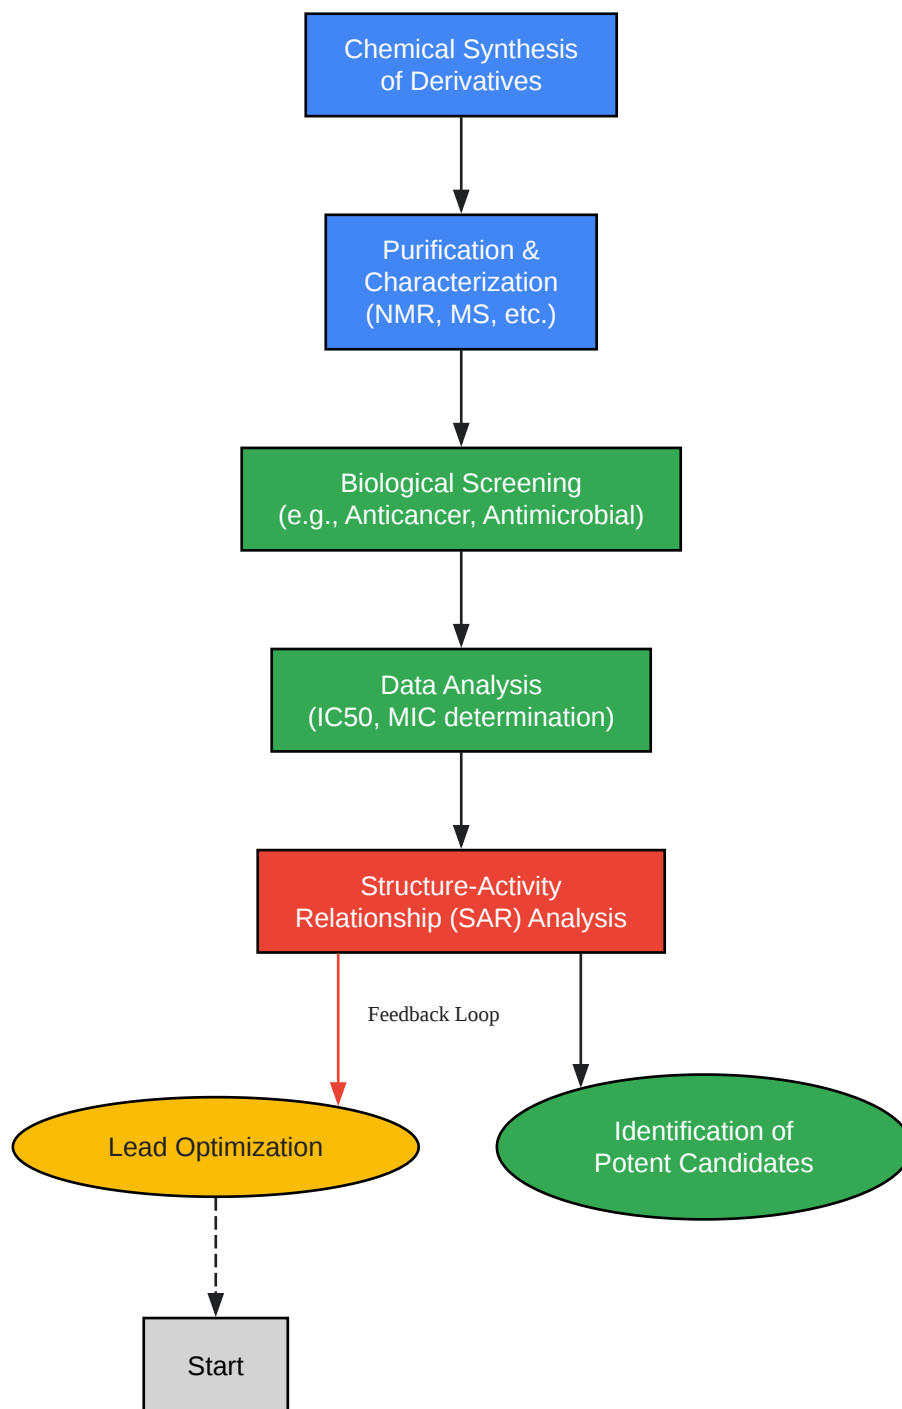 Chemical Synthesis
of Derivatives
Purification &
Characterization
(NMR, MS, etc.)
Biological Screening
(e.g., Anticancer, Antimicrobial)
Data Analysis
(IC50, MIC determination)
Structure-Activity
Relationship (SAR) Analysis
Feedback Loop
Lead Optimization
Identification of
Potent Candidates
Start